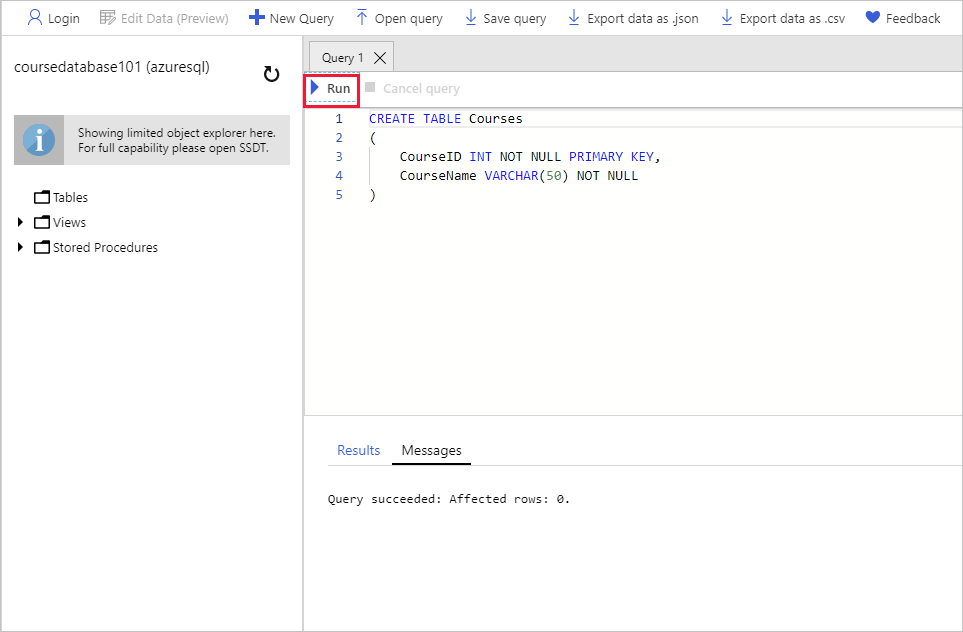 Login Edit Data (Preview) New Query Open query Save query Export data as .json Export data as .csv Feedback
coursedatabase101 (azuresql)
Showing limited object explorer here.
For full capability please open SSDT.
Tables
Views
Stored Procedures
Query 1
Run Cancel query
1 CREATE TABLE Courses
2 (
3 CourseID INT NOT NULL PRIMARY KEY,
4 CourseName VARCHAR(50) NOT NULL
5 )
Results Messages
Query succeeded: Affected rows: 0.